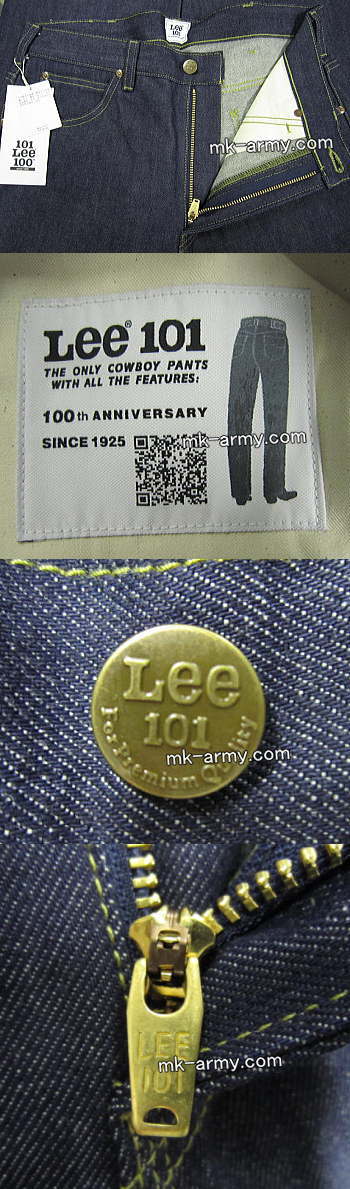 Lee
101
mk-army.com
101
Lee
100
Lee® 101
THE ONLY COWBOY PANTS
WITH ALL THE FEATURES:
100th ANNIVERSARY
SINCE 1925
mk-army.com
Lee
101
For Premium Quality
mk-army.com
LEE
101
mk-army.com